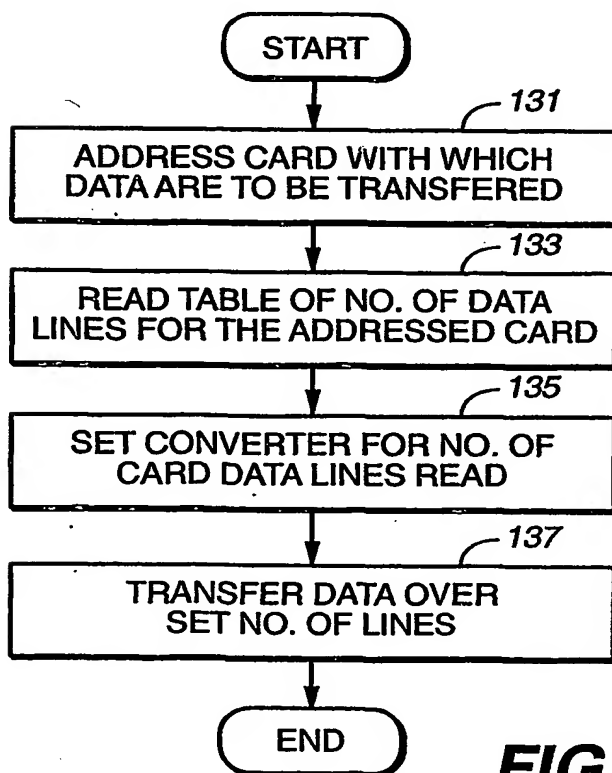 START
131
ADDRESS CARD WITH WHICH
DATA ARE TO BE TRANSFERED
133
READ TABLE OF NO. OF DATA
LINES FOR THE ADDRESSED CARD
135
SET CONVERTER FOR NO. OF
CARD DATA LINES READ
137
TRANSFER DATA OVER
SET NO. OF LINES
END
FIG